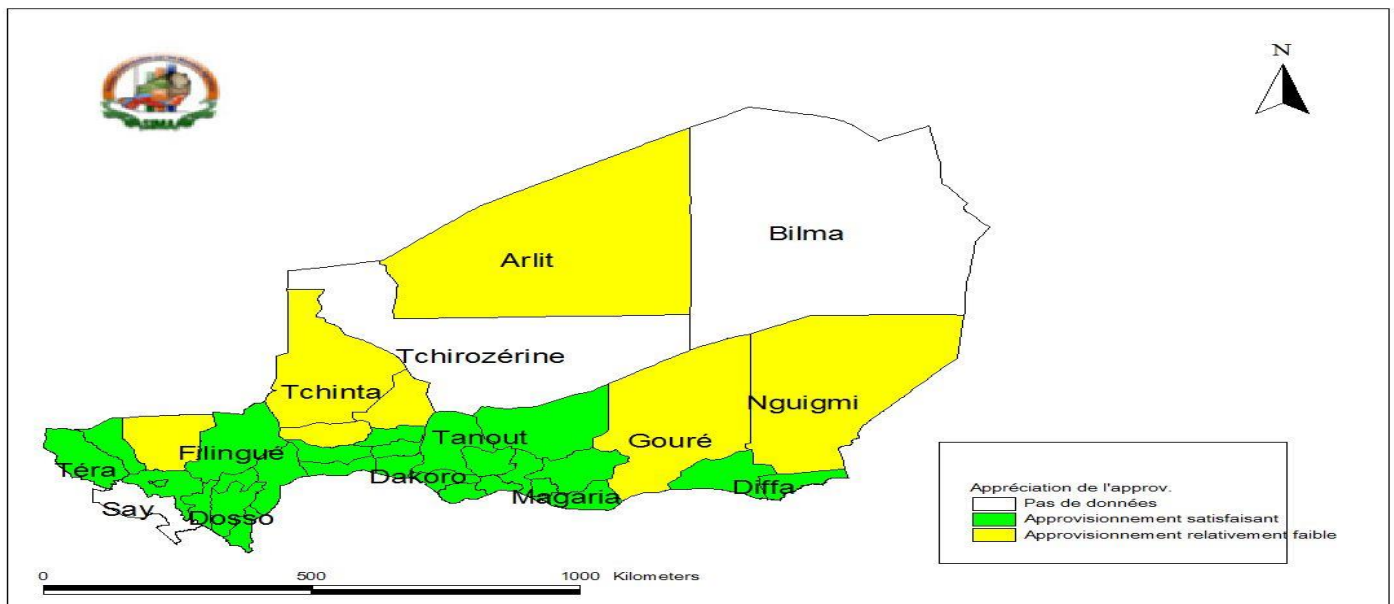 N
Bilma
Arlit
Tchirozérine
Tchinta
Nguigmi
Tanout
Gouré
Filingué
Téra
Dakoro
Diffa
Magaria
Say
Dosso
Appréciation de l'approv.
Pas de données
Approvisionnement satisfaisant
Approvisionnement relativement faible
0 500 1000 Kilometers